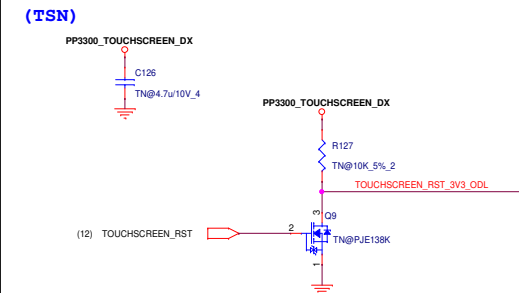 (TSN)
PP3300_TOUCHSCREEN_DX
C126
TN@4.7u/10V_4
PP3300_TOUCHSCREEN_DX
R127
TN@10K_5%_2
TOUCHSCREEN_RST_3V3_ODL
3
Q9
(12) TOUCHSCREEN_RST
2
TN@PJE138K
1